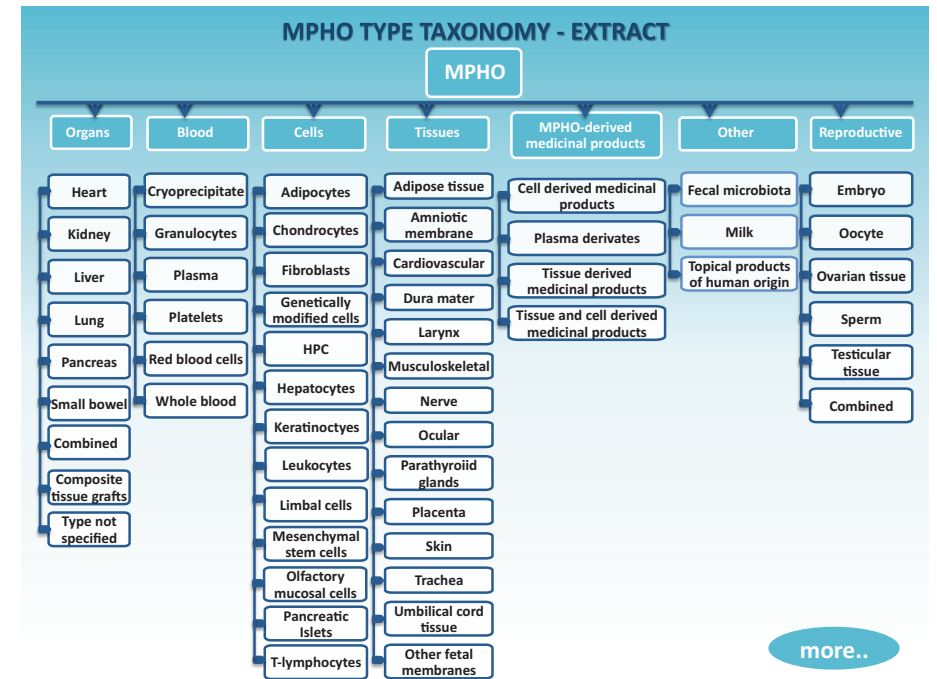 MPHO TYPE TAXONOMY - EXTRACT
MPHO
Organs
Blood
Cells
Tissues
MPHO-derived
medicinal products
Other
Reproductive
Heart
Kidney
Liver
Lung
Pancreas
Small bowel
Combined
Composite
tissue grafts
Type not
specified
Cryoprecipitate
Granulocytes
Plasma
Platelets
Red blood cells
Whole blood
Adipocytes
Chondrocytes
Fibroblasts
Genetically
modified cells
HPC
Hepatocytes
Keratinoctyes
Leukocytes
Limbal cells
Mesenchymal
stem cells
Olfactory
mucosal cells
Pancreatic
Islets
T-lymphocytes
Adipose tissue
Amniotic
membrane
Cardiovascular
Dura mater
Larynx
Musculoskeletal
Nerve
Ocular
Parathyroiid
glands
Placenta
Skin
Trachea
Umbilical cord
tissue
Other fetal
membranes
Cell derived medicinal
products
Plasma derivates
Tissue derived
medicinal products
Tissue and cell derived
medicinal products
Fecal microbiota
Milk
Topical products
of human origin
Embryo
Oocyte
Ovarian tissue
Sperm
Testicular
tissue
Combined
more..